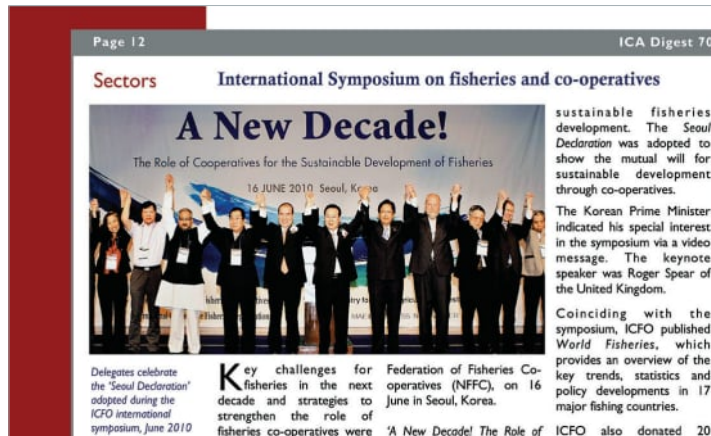 Page 12
ICA Digest 70
Sectors
International Symposium on fisheries and co-operatives
A New Decade!
The Role of Cooperatives for the Sustainable Development of Fisheries
16 JUNE 2010 Seoul, Korea
Delegates celebrate
the 'Seoul Declaration'
adopted during the
ICFO international
symposium, June 2010
Key challenges for
fisheries in the next
decade and strategies to
strengthen the role of
fisheries co-operatives were
Federation of Fisheries Co-
operatives (NFFC), on 16
June in Seoul, Korea.
'A New Decade! The Role of
sustainable fisheries
development. The Seoul
Declaration was adopted to
show the mutual will for
sustainable development
through co-operatives.
The Korean Prime Minister
indicated his special interest
in the symposium via a video
message. The keynote
speaker was Roger Spear of
the United Kingdom.
Coinciding with the
symposium, ICFO published
World Fisheries, which
provides an overview of the
key trends, statistics and
policy developments in 17
major fishing countries.
ICFO also donated 20